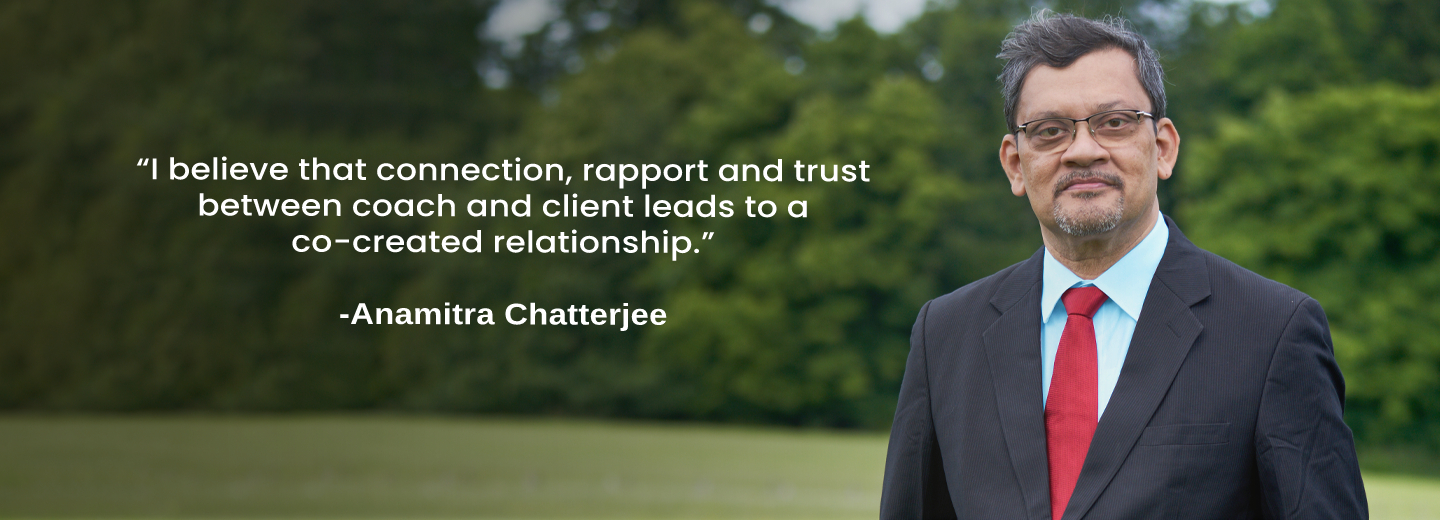 “I believe that connection, rapport and trust
between coach and client leads to a
co-created relationship.”
-Anamitra Chatterjee